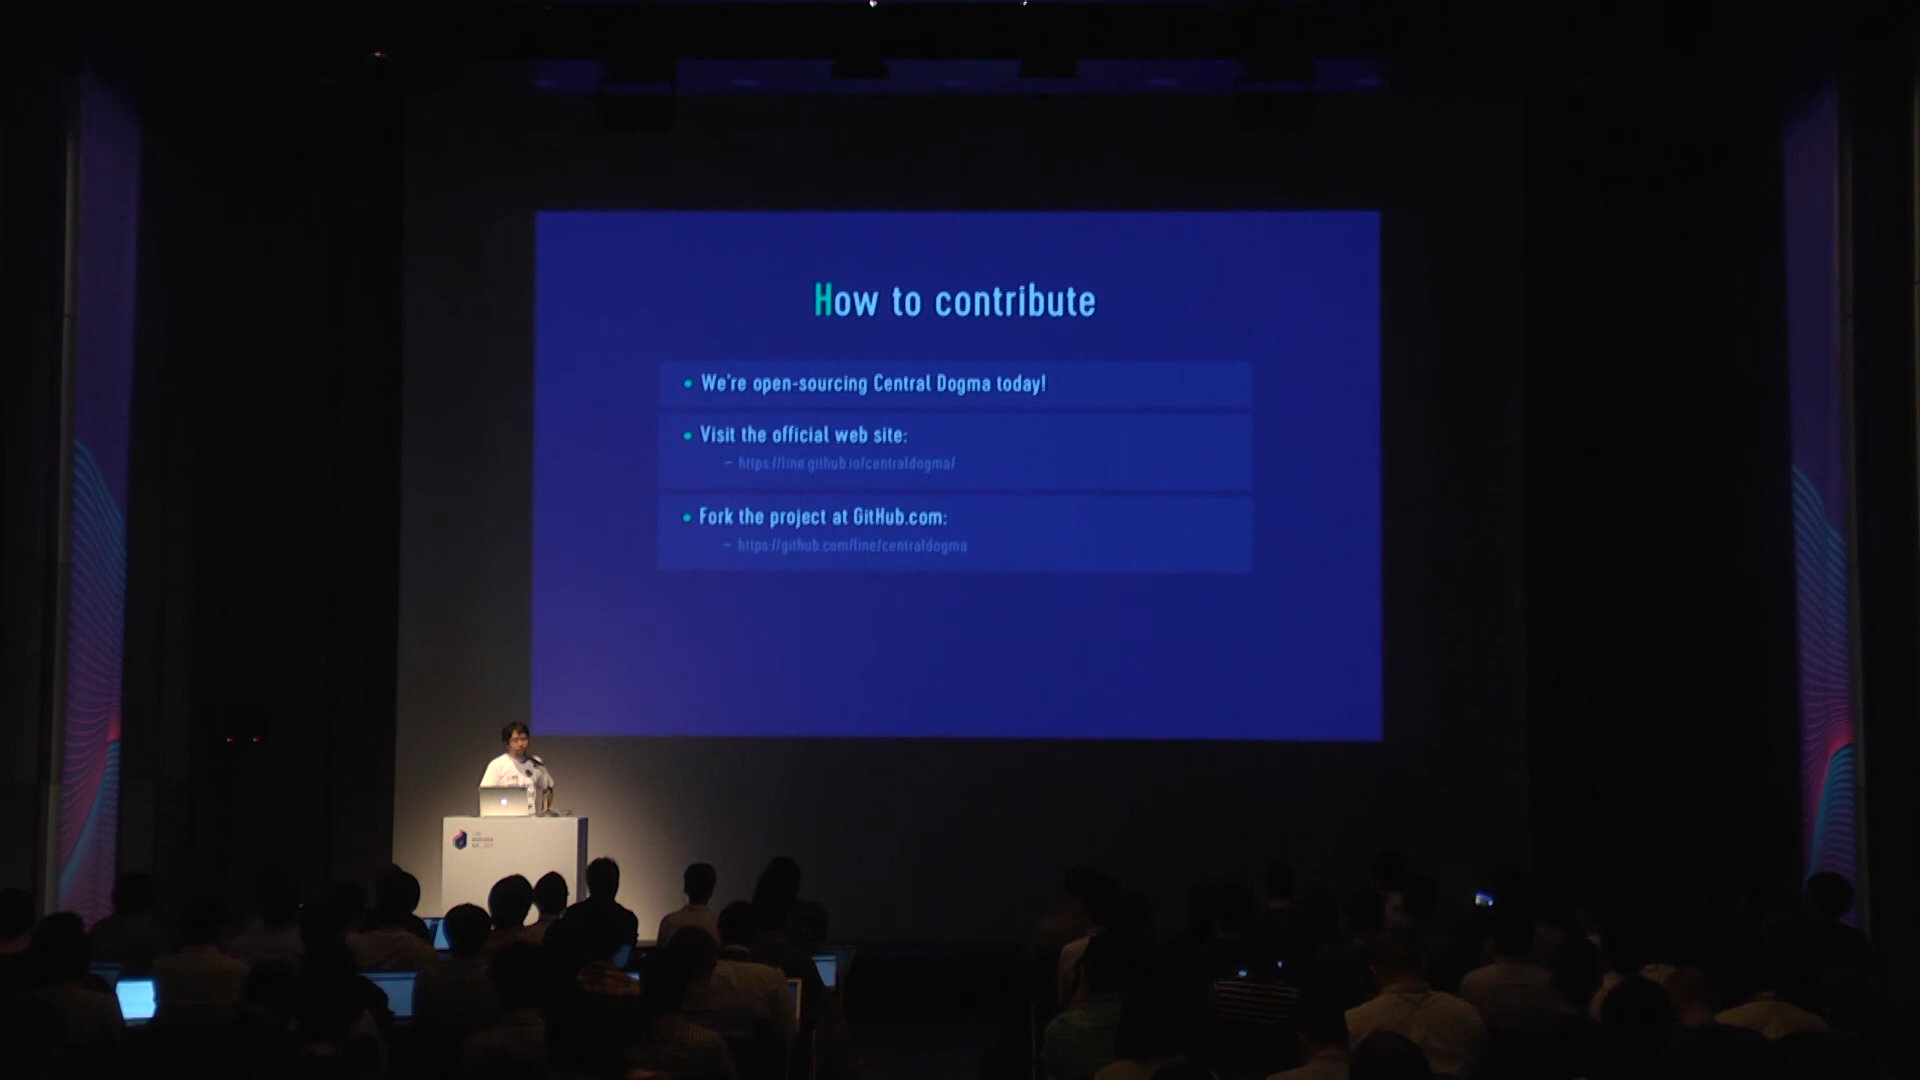 How to contribute
• We're open-sourcing Central Dogma today!
• Visit the official web site:
– https://line.github.io/centraldogma/
• Fork the project at GitHub.com:
– https://github.com/line/centraldogma